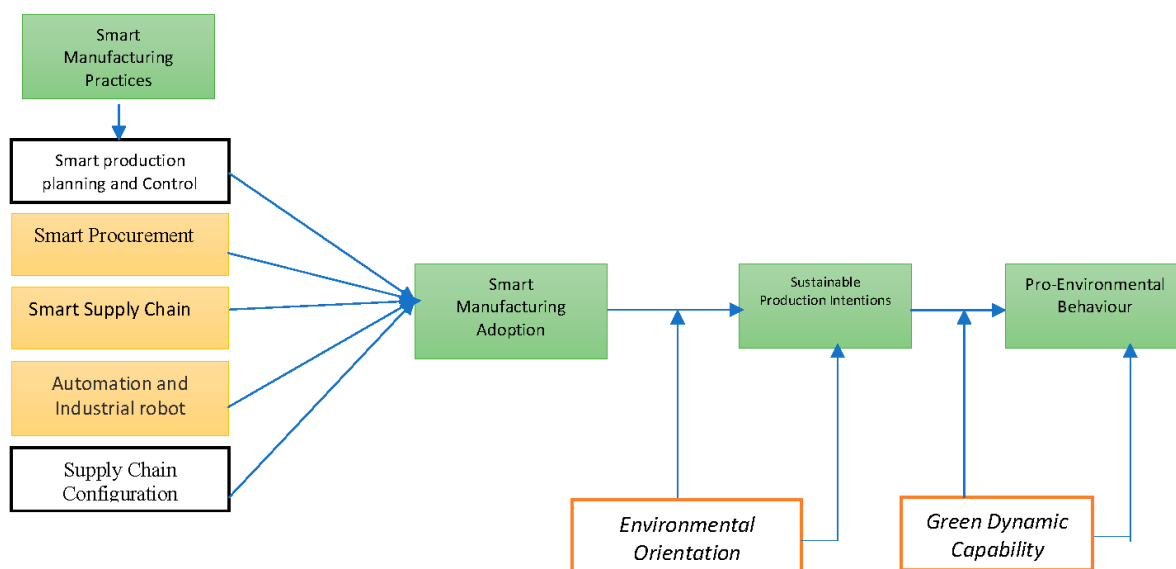 Smart
Manufacturing
Practices
Smart production
planning and Control
Smart Procurement
Smart Supply Chain
Automation and
Industrial robot
Supply Chain
Configuration
Smart
Manufacturing
Adoption
Sustainable
Production Intentions
Pro-Environmental
Behaviour
Environmental
Orientation
Green Dynamic
Capability